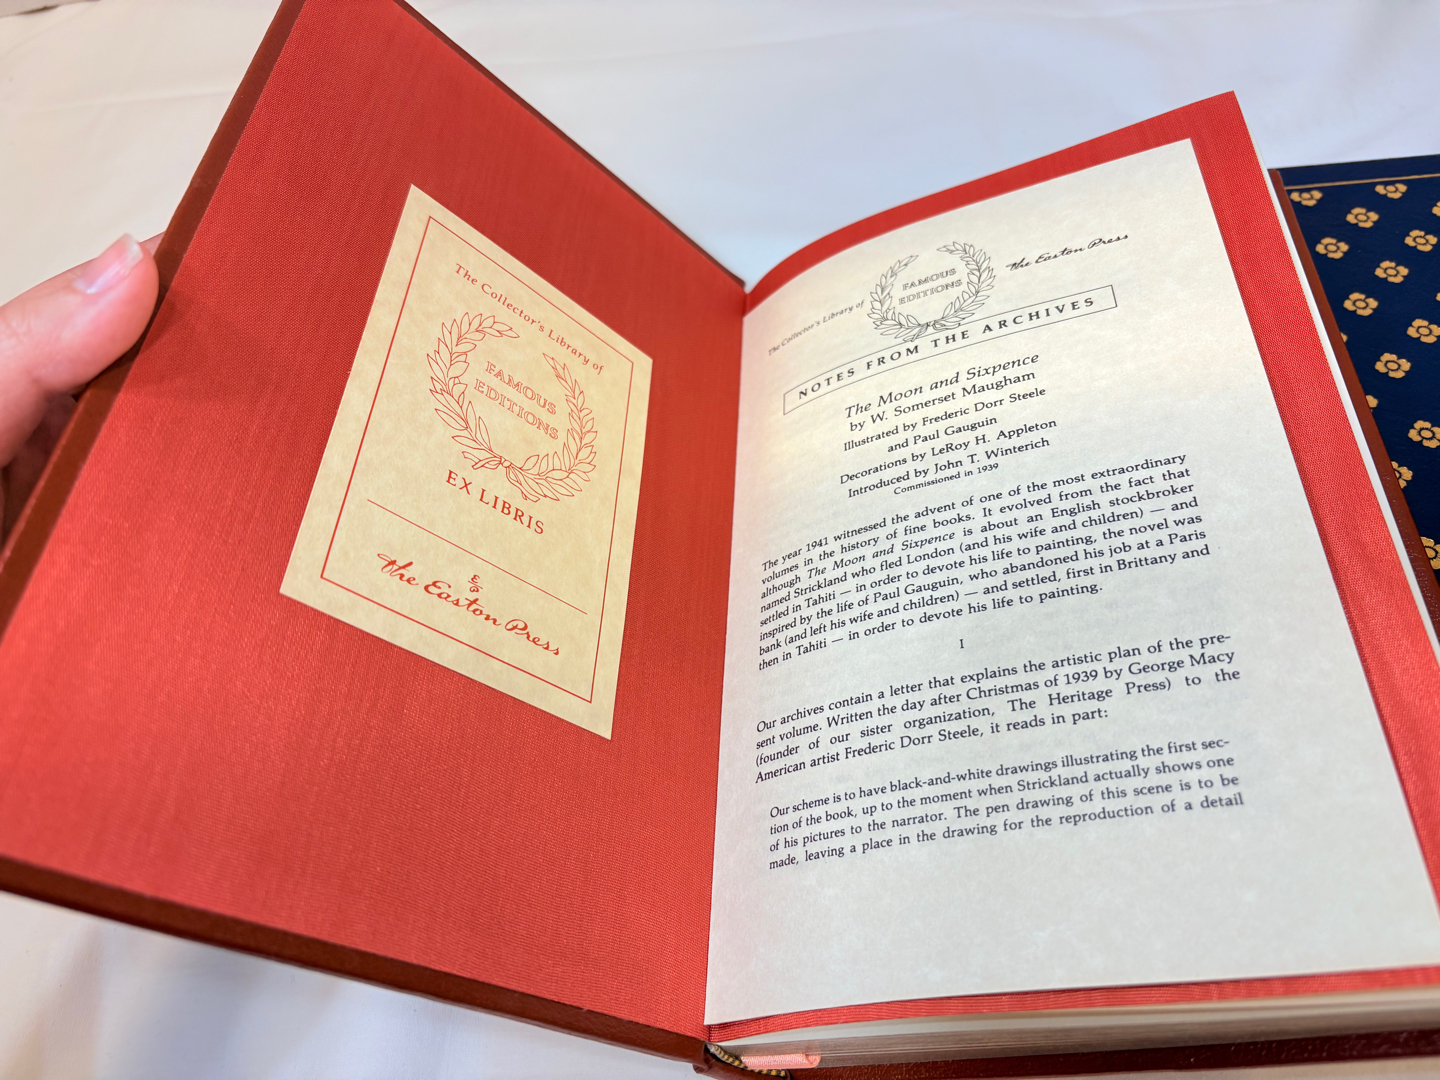 The Collector's Library of
FAMOUS
EDITIONS
EX LIBRIS
The Easton Press
The Collector's Library of
FAMOUS
EDITIONS
The Easton Press
NOTES FROM THE ARCHIVES
The Moon and Sixpence
by W. Somerset Maugham
Illustrated by Frederic Dorr Steele
and Paul Gauguin
Decorations by LeRoy H. Appleton
Introduced by John T. Winterich
Commissioned in 1939
The year 1941 witnessed the advent of one of the most extraordinary
volumes in the history of fine books. It evolved from the fact that
although The Moon and Sixpence is about an English stockbroker
named Strickland who fled London (and his wife and children) — and
settled in Tahiti — in order to devote his life to painting, the novel was
inspired by the life of Paul Gauguin, who abandoned his job at a Paris
bank (and left his wife and children) — and settled, first in Brittany and
then in Tahiti — in order to devote his life to painting.
I
Our archives contain a letter that explains the artistic plan of the pre-
sent volume. Written the day after Christmas of 1939 by George Macy
(founder of our sister organization, The Heritage Press) to the
American artist Frederic Dorr Steele, it reads in part:
Our scheme is to have black-and-white drawings illustrating the first sec-
tion of the book, up to the moment when Strickland actually shows one
of his pictures to the narrator. The pen drawing of this scene is to be
made, leaving a place in the drawing for the reproduction of a detail